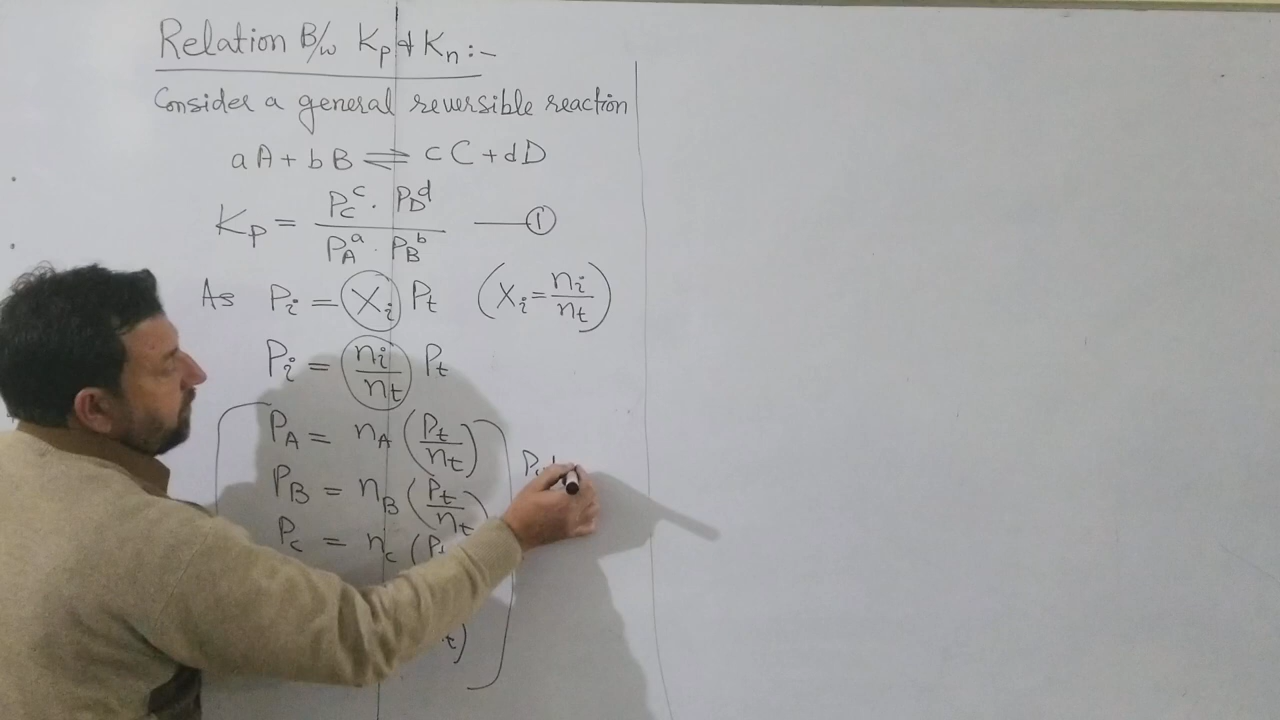 Relation B/w Kp & Kn :-
Consider a general reversible reaction
aA + bB ⇌ cC + dD
Kp = PC^c . PD^d / PA^a . PB^b —— ①
As Pi = Xi Pt (Xi = ni/nt)
Pi = ni/nt Pt
PA = nA (Pt/nt)
PB = nB (Pt/nt)
Pc = nc (Pt
t)